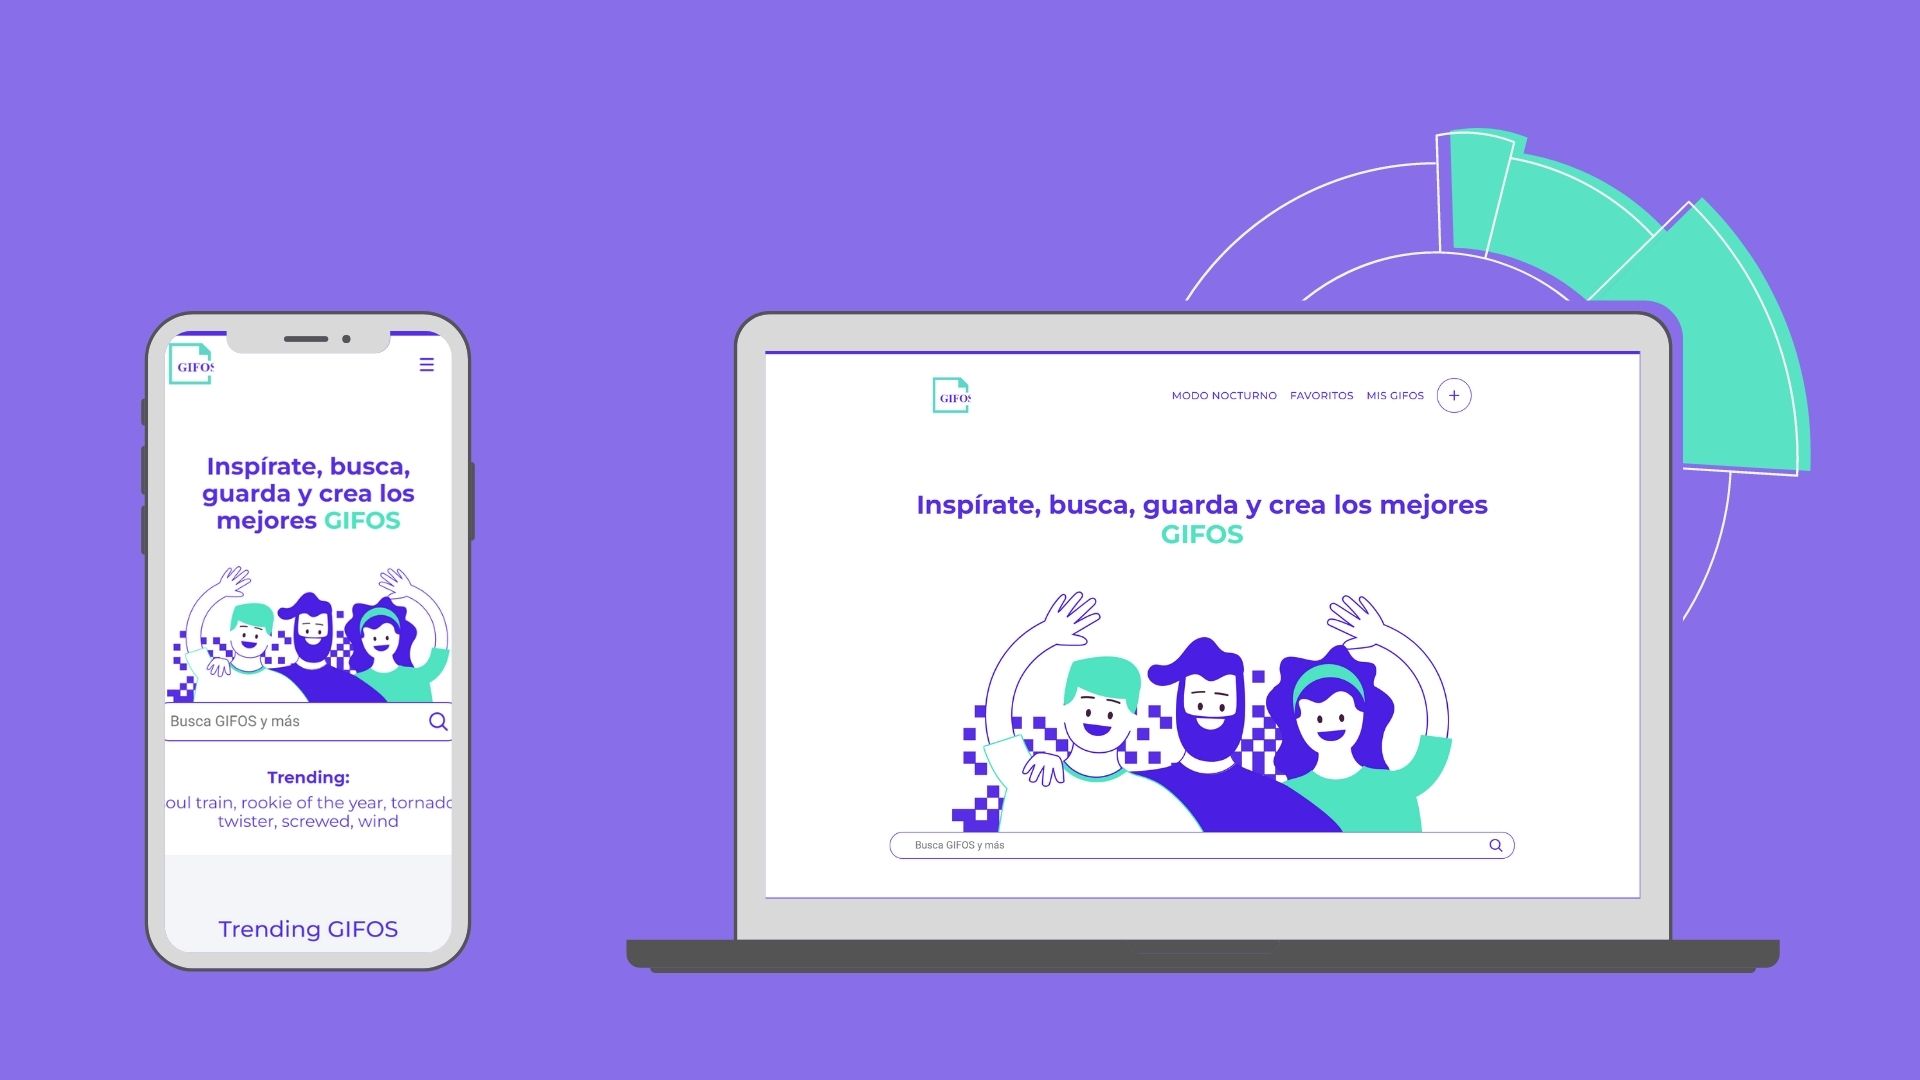 GIFOS
Inspírate, busca,
guarda y crea los
mejores GIFOS
Busca GIFOS y más
Trending:
oul train, rookie of the year, tornado
twister, screwed, wind
Trending GIFOS
GIFOS
MODO NOCTURNO FAVORITOS MIS GIFOS +
Inspírate, busca, guarda y crea los mejores
GIFOS
Busca GIFOS y más